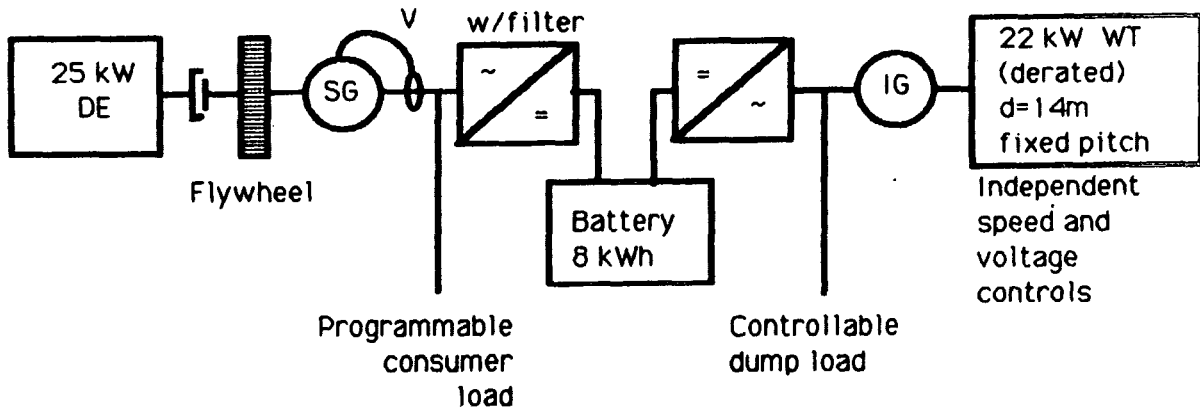 25 kW
DE
Flywheel
SG
V
w/filter
~
=
Programmable
consumer
load
Battery
8 kWh
=
~
Controllable
dump load
IG
22 kW WT
(derated)
d=14m
fixed pitch
Independent
speed and
voltage
controls